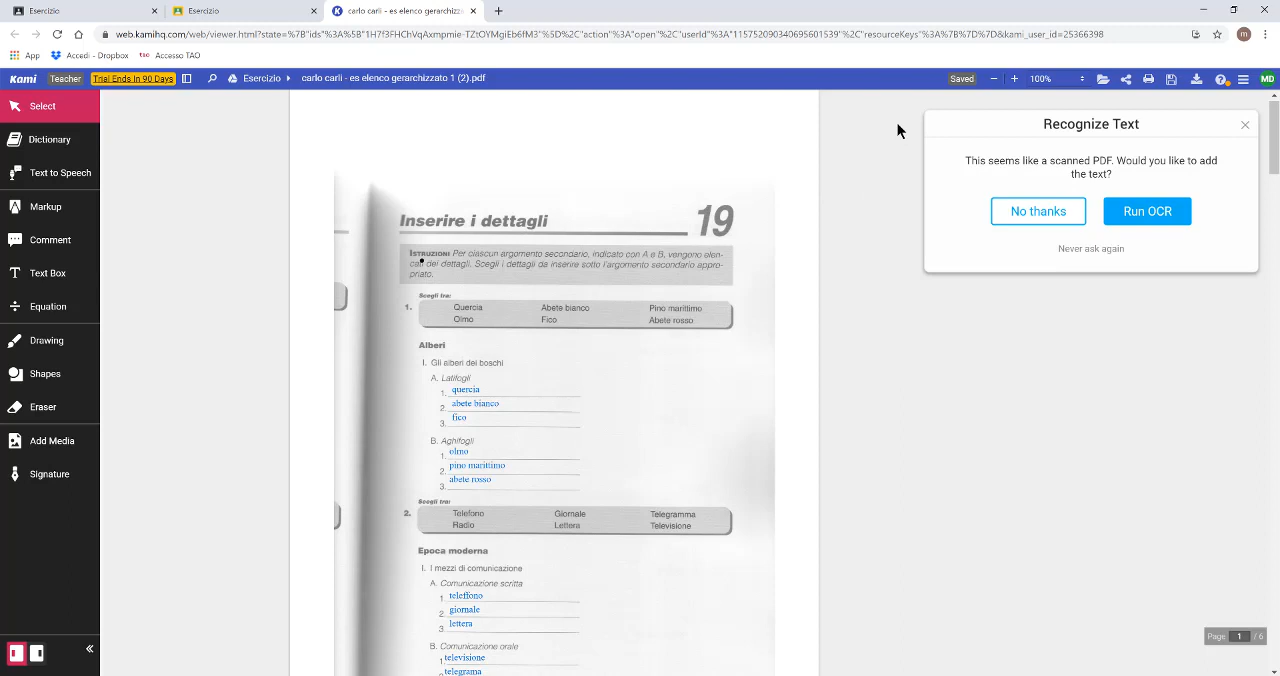 Esercizio
Esercizio
carlo carli - es elenco gerarchizza
web.kamihq.com/web/viewer.html?state=%7B"ids"%3A%5B"1H7f3FHChVqAxmpmie-TZtOYMgiEb6fM3"%5D%2C"action"%3A"open"%2C"userId"%3A"115752090340695601539"%2C"resourceKeys"%3A%7B%7D%7D&kami_user_id=25366398
m
App
Accedi - Dropbox
TAO
Accesso TAO
Kami
Teacher
Trial Ends In 90 Days
Esercizio
carlo carli - es elenco gerarchizzato 1 (2).pdf
Saved
100%
MD
Select
Dictionary
Text to Speech
Markup
Comment
Text Box
Equation
Drawing
Shapes
Eraser
Add Media
Signature
Inserire i dettagli 19
ISTRUZIONI Per ciascun argomento secondario, indicato con A e B, vengono elen-
cati dei dettagli. Scegli i dettagli da inserire sotto l'argomento secondario appro-
priato.
Scegli tra:
1. Quercia Abete bianco Pino marittimo
Olmo Fico Abete rosso
Alberi
I. Gli alberi dei boschi
A. Latifogli
1. quercia
2. abete bianco
3. fico
B. Aghifogli
1. olmo
2. pino marittimo
3. abete rosso
Scegli tra:
2. Telefono Giornale Telegramma
Radio Lettera Televisione
Epoca moderna
I. I mezzi di comunicazione
A. Comunicazione scritta
1. teleffono
2. giornale
3. lettera
B. Comunicazione orale
1. televisione
telegrama
Recognize Text
This seems like a scanned PDF. Would you like to add
the text?
No thanks
Run OCR
Never ask again
Page 1 / 6